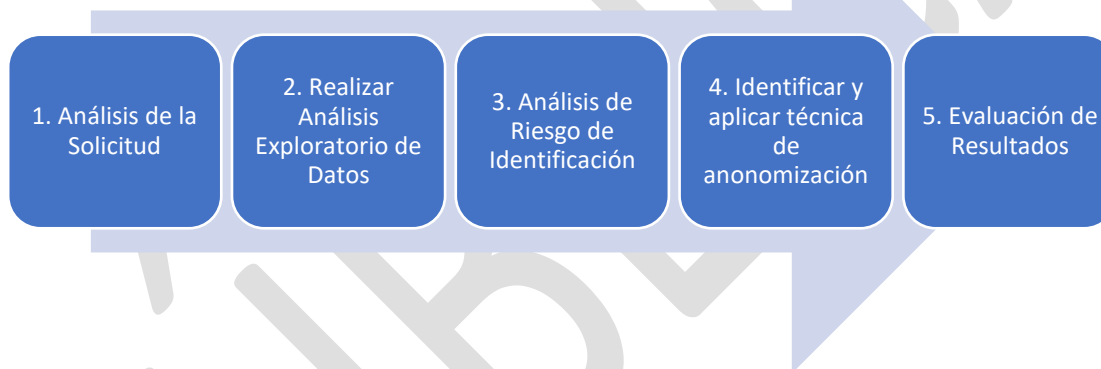 1. Análisis de la
Solicitud
2. Realizar
Análisis
Exploratorio de
Datos
3. Análisis de
Riesgo de
Identificación
4. Identificar y
aplicar técnica
de
anonomización
5. Evaluación de
Resultados